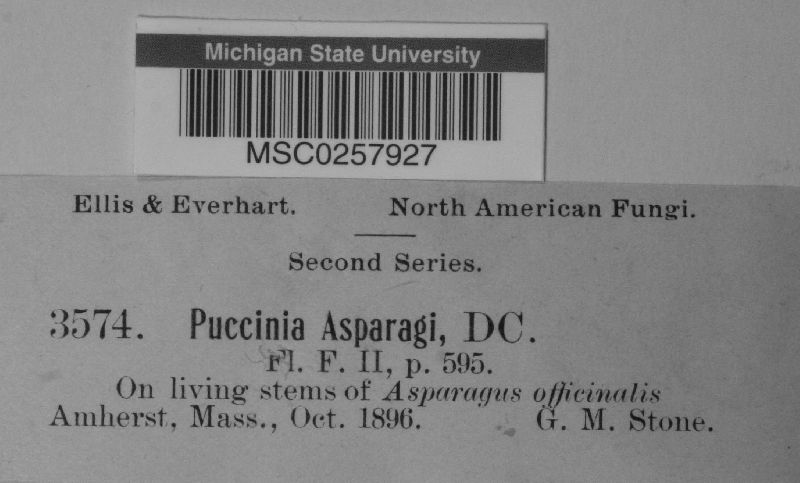 Michigan State University
MSC0257927
Ellis & Everhart. North American Fungi.
Second Series.
3574. Puccinia Asparagi, DC.
Fl. F. II, p. 595.
On living stems of Asparagus officinalis
Amherst, Mass., Oct. 1896. G. M. Stone.